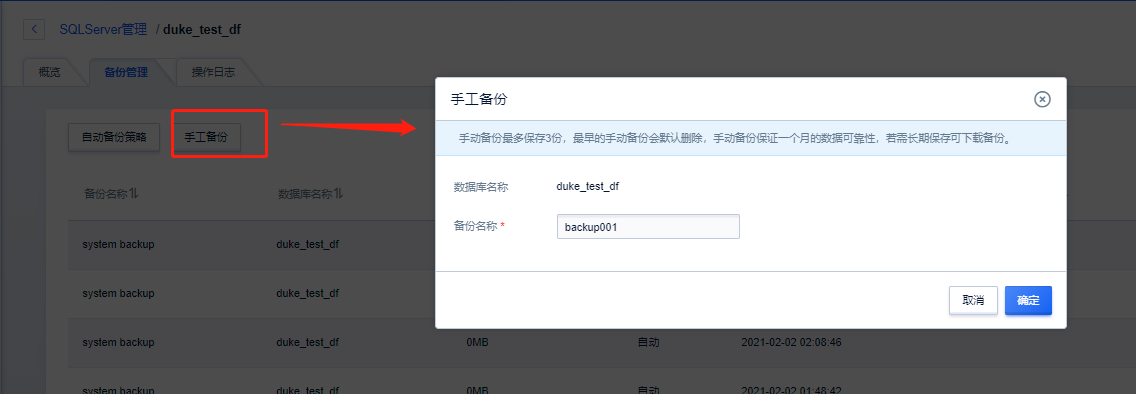 SQLServer管理 / duke_test_df
概览 备份管理 操作日志
自动备份策略 手工备份
手工备份
手动备份最多保存3份，最早的手动备份会默认删除，手动备份保证一个月的数据可靠性，若需长期保存可下载备份。
数据库名称 duke_test_df
备份名称 * backup001
取消 确定
备份名称 数据库名称
system backup duke_test_df
system backup duke_test_df
system backup duke_test_df 0MB 自动 2021-02-02 02:08:46
system backup duke_test_df 0MB 自动 2021-02-02 01:48:42